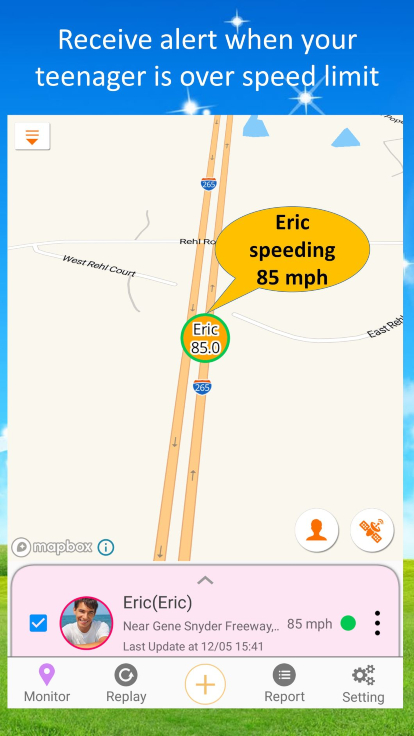 Receive alert when your
teenager is over speed limit
265
Rehl Ro
West Rehl Court
Eric
speeding
85 mph
East Reh
Eric
85.0
265
mapbox
Eric(Eric)
Near Gene Snyder Freeway,..
85 mph
Last Update at 12/05 15:41
Monitor
Replay
Report
Setting